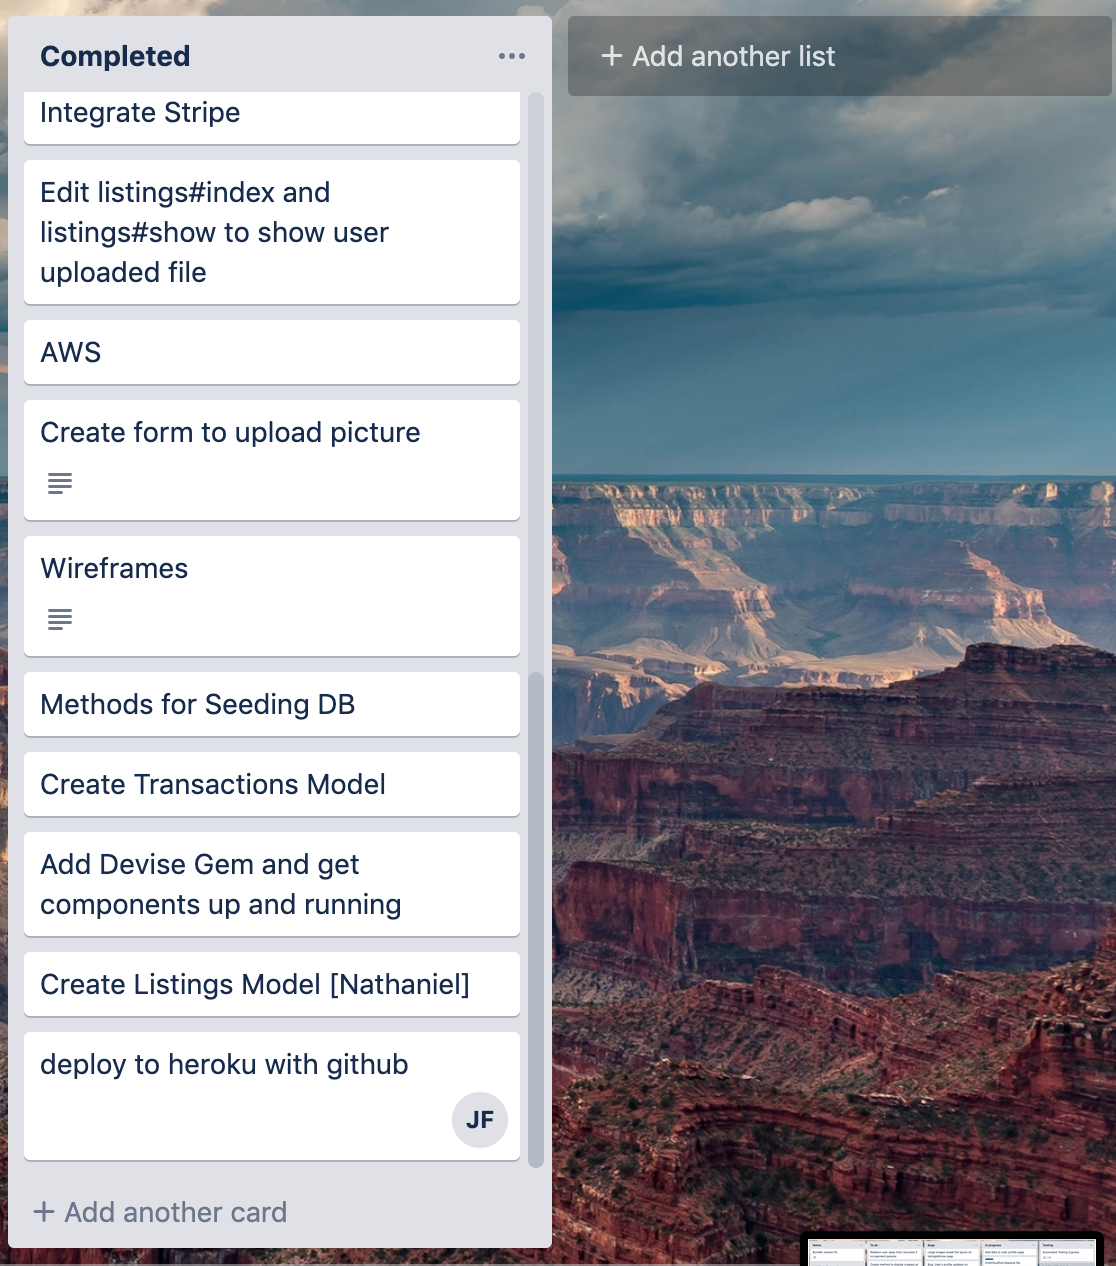 Completed
Add another list
Integrate Stripe
Edit listings#index and
listings#show to show user
uploaded file
AWS
Create form to upload picture
Wireframes
Methods for Seeding DB
Create Transactions Model
Add Devise Gem and get
components up and running
Create Listings Model [Nathaniel]
deploy to heroku with github
JF
Add another card